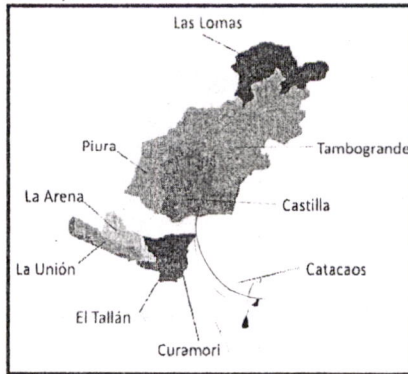 Las Lomas
Piura
Tambogrande
La Arena
Castilla
La Unión
Catacaos
El Tallán
Curamori